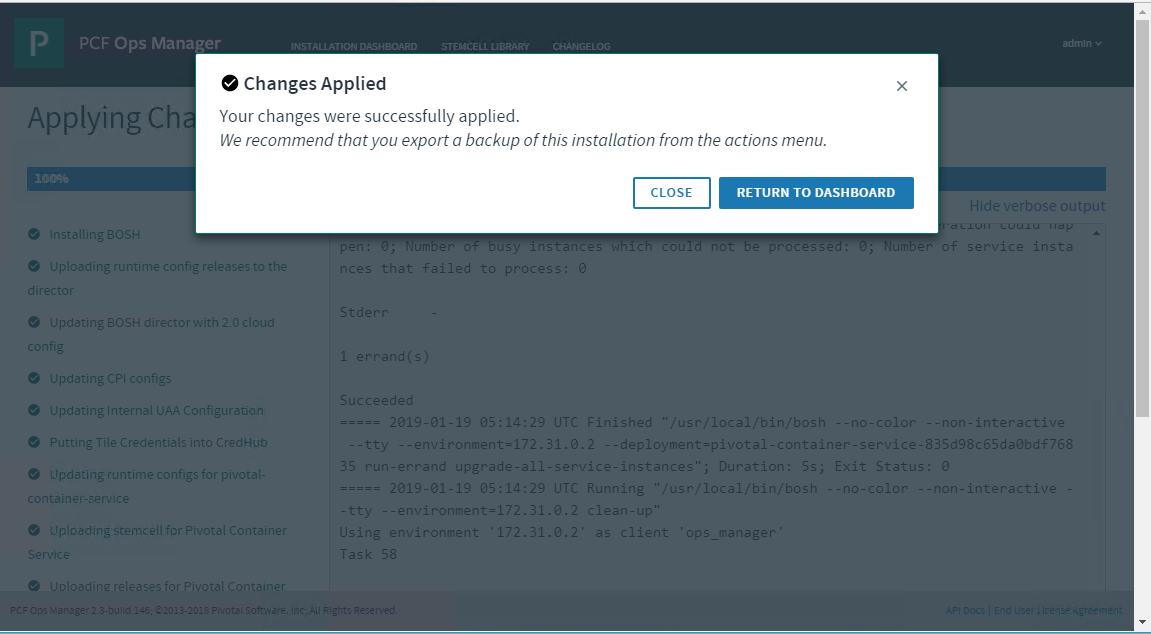 P
PCF Ops Manager
INSTALLATION DASHBOARD
STEMCELL LIBRARY
CHANGELOG
admin
Changes Applied
×
Your changes were successfully applied.
We recommend that you export a backup of this installation from the actions menu.
CLOSE
RETURN TO DASHBOARD
Applying Cha
100%
Hide verbose output
Installing BOSH
Uploading runtime config releases to the
director
Updating BOSH director with 2.0 cloud
config
Updating CPI configs
Updating Internal UAA Configuration
Putting Tile Credentials into CredHub
Updating runtime configs for pivotal-
container-service
Uploading stemcell for Pivotal Container
Service
Uploading releases for Pivotal Container
ration could hap
pen: 0; Number of busy instances which could not be processed: 0; Number of service insta
nces that failed to process: 0
Stderr -
1 errand(s)
Succeeded
===== 2019-01-19 05:14:29 UTC Finished "/usr/local/bin/bosh --no-color --non-interactive
--tty --environment=172.31.0.2 --deployment=pivotal-container-service-835d98c65da0bdf768
35 run-errand upgrade-all-service-instances"; Duration: 5s; Exit Status: 0
===== 2019-01-19 05:14:29 UTC Running "/usr/local/bin/bosh --no-color --non-interactive -
-tty --environment=172.31.0.2 clean-up"
Using environment '172.31.0.2' as client 'ops_manager'
Task 58
PCF Ops Manager 2.3-build.146; ©2013-2018 Pivotal Software, Inc; All Rights Reserved.
API Docs | End User License Agreement